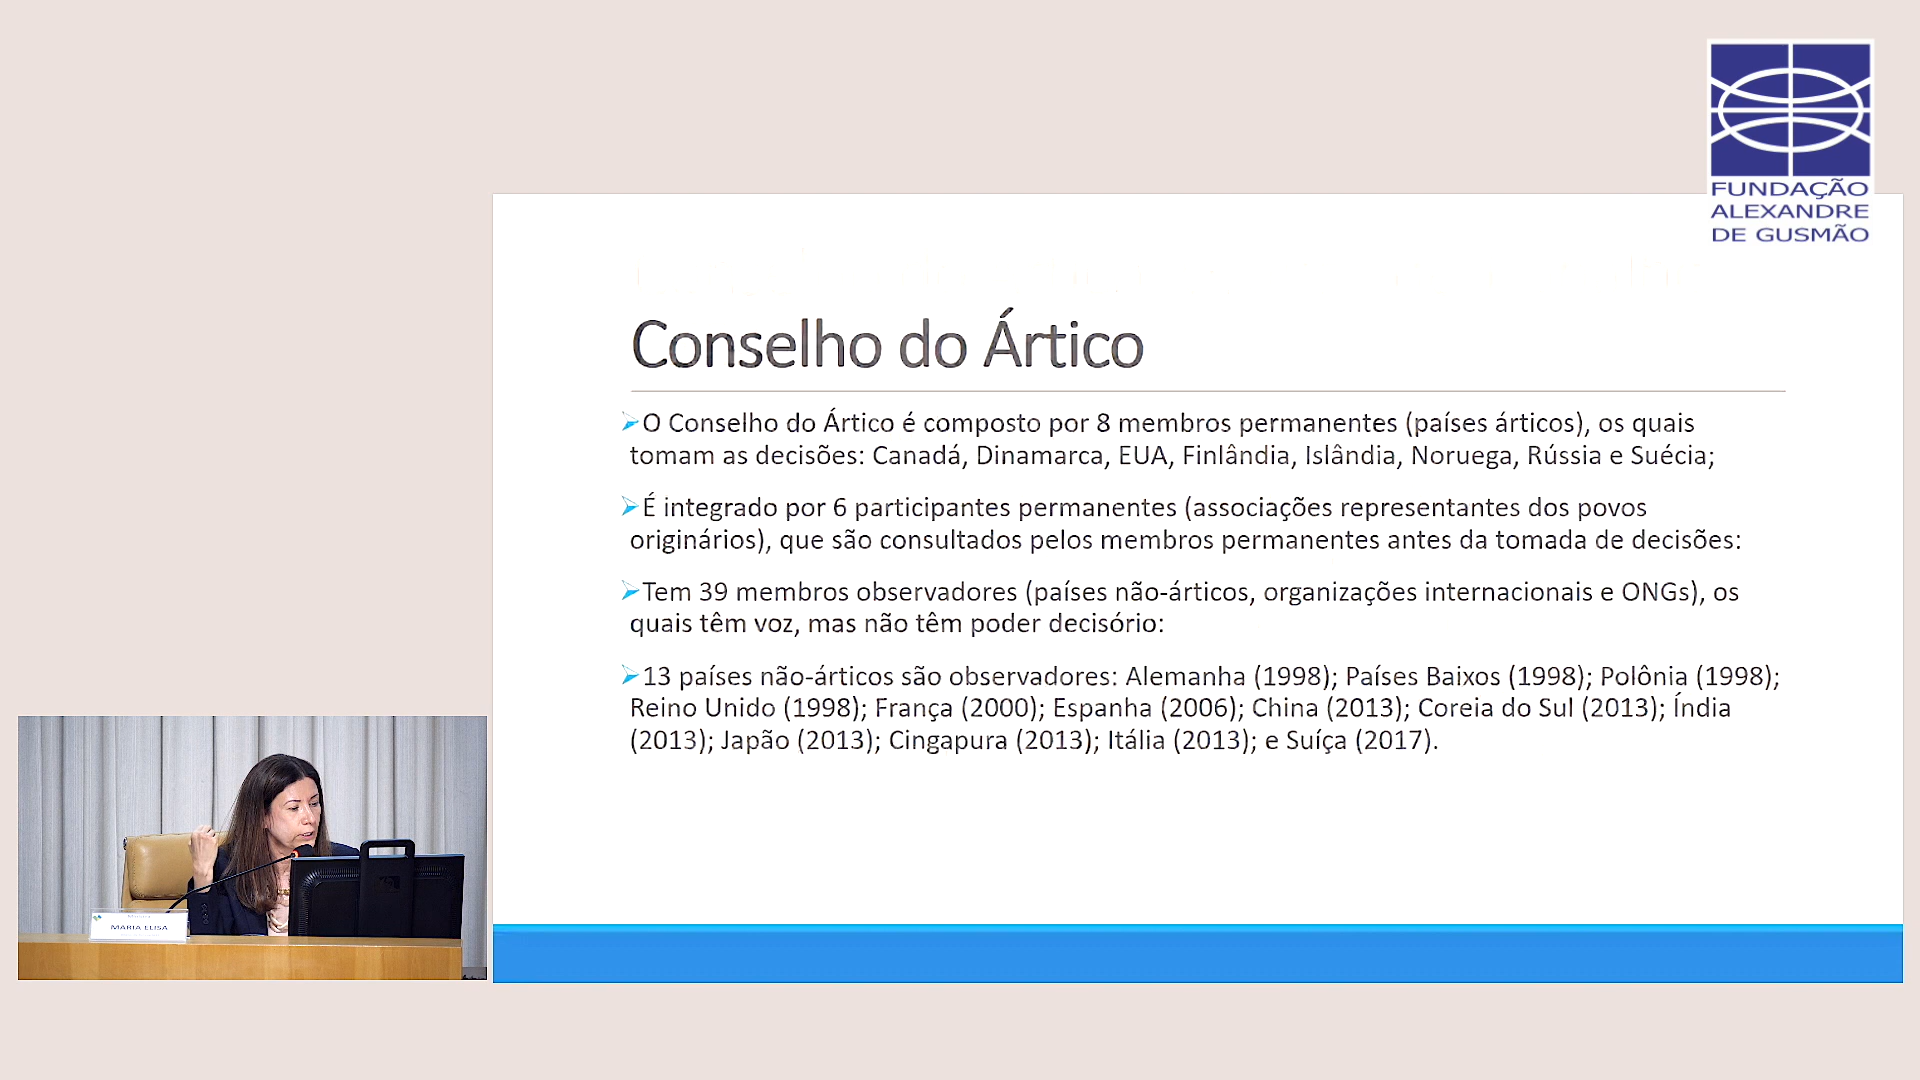 FUNDAÇÃO
ALEXANDRE
DE GUSMÃO
Conselho do Ártico
O Conselho do Ártico é composto por 8 membros permanentes (países árticos), os quais
tomam as decisões: Canadá, Dinamarca, EUA, Finlândia, Islândia, Noruega, Rússia e Suécia;
É integrado por 6 participantes permanentes (associações representantes dos povos
originários), que são consultados pelos membros permanentes antes da tomada de decisões:
Tem 39 membros observadores (países não-árticos, organizações internacionais e ONGs), os
quais têm voz, mas não têm poder decisório:
13 países não-árticos são observadores: Alemanha (1998); Países Baixos (1998); Polônia (1998);
Reino Unido (1998); França (2000); Espanha (2006); China (2013); Coreia do Sul (2013); Índia
(2013); Japão (2013); Cingapura (2013); Itália (2013); e Suíça (2017).
MARIA ELISA